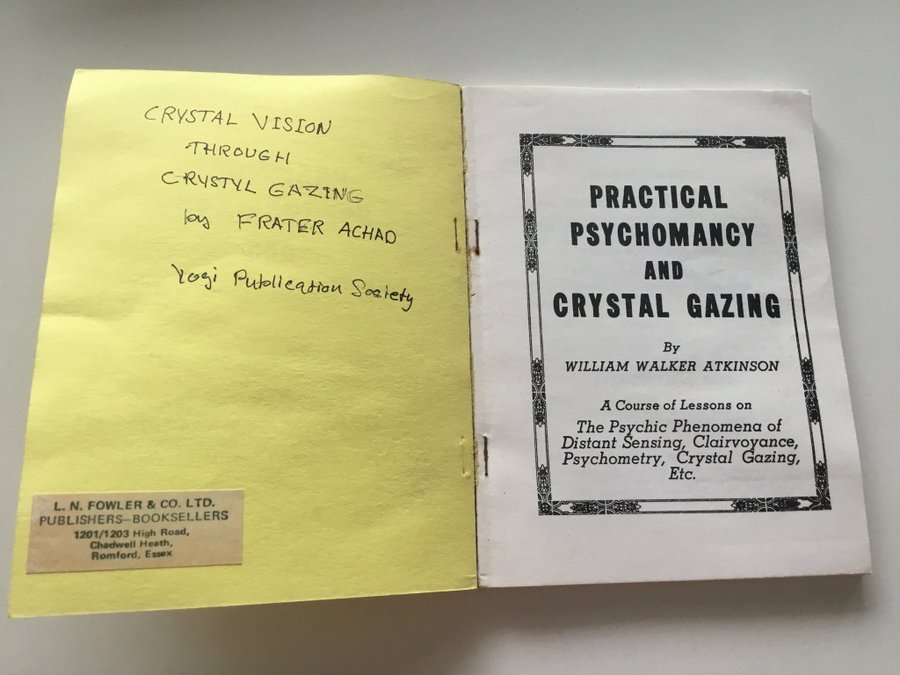 CRYSTAL VISION
THROUGH
CRYSTYL GAZING
by FRATER ACHAD
Yogi Publication Society
L. N. FOWLER & CO. LTD.
PUBLISHERS—BOOKSELLERS
1201/1203 High Road,
Chadwell Heath,
Romford, Essex
PRACTICAL
PSYCHOMANCY
AND
CRYSTAL GAZING
By
WILLIAM WALKER ATKINSON
A Course of Lessons on
The Psychic Phenomena of
Distant Sensing, Clairvoyance,
Psychometry, Crystal Gazing,
Etc.